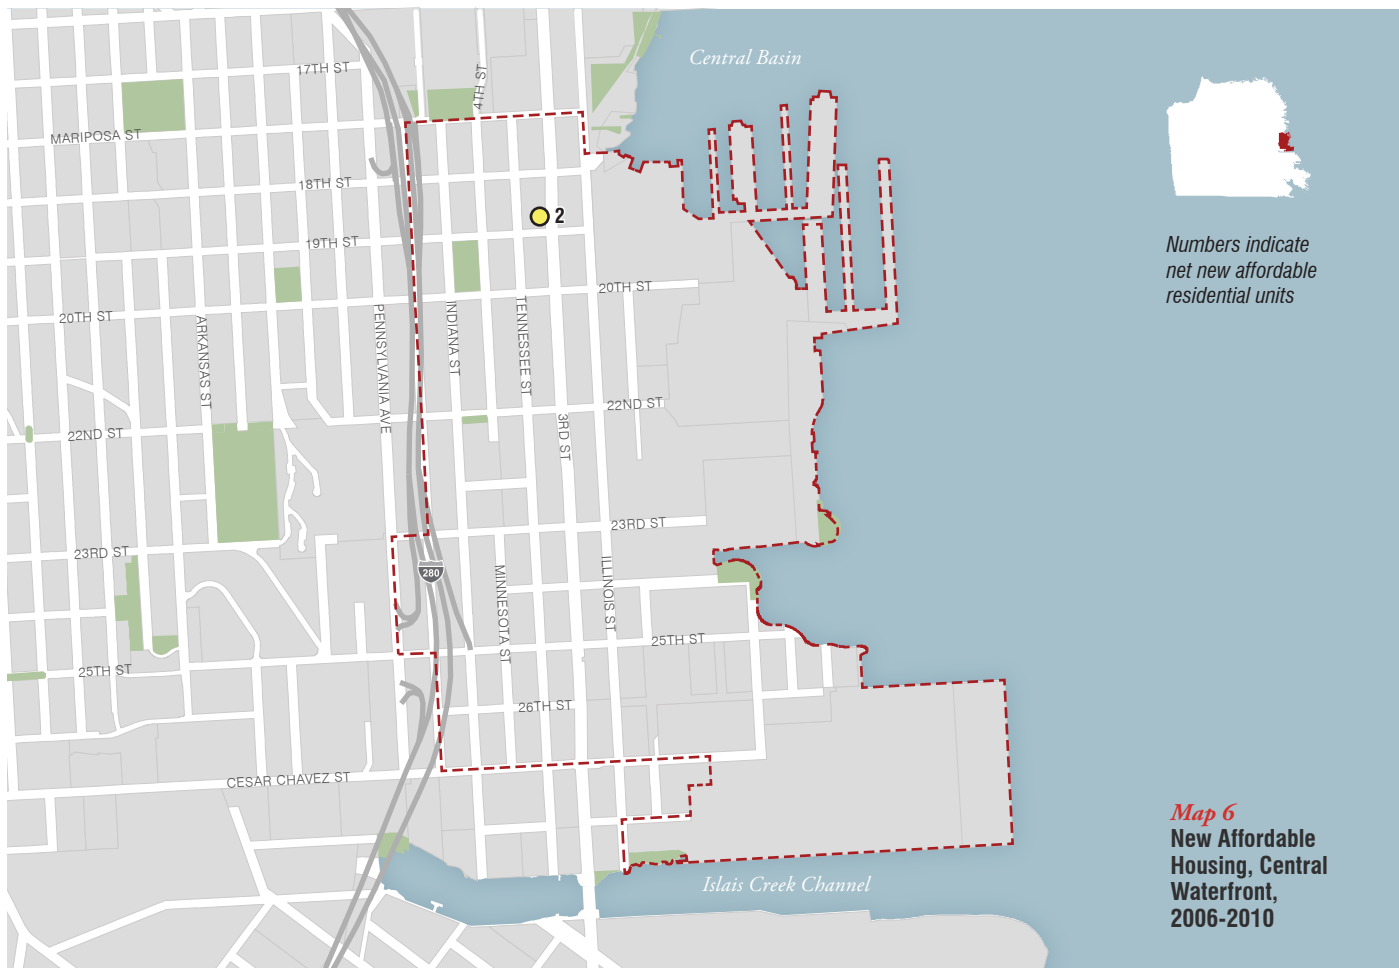 Central Basin
17TH ST
4TH ST
MARIPOSA ST
18TH ST
2
19TH ST
20TH ST
20TH ST
ARKANSAS ST
PENNSYLVANIA AVE
INDIANA ST
TENNESSEE ST
22ND ST
22ND ST
3RD ST
23RD ST
23RD ST
280
MINNESOTA ST
ILLINOIS ST
25TH ST
25TH ST
26TH ST
CESAR CHAVEZ ST
Islais Creek Channel
Numbers indicate
net new affordable
residential units
Map 6
New Affordable
Housing, Central
Waterfront,
2006-2010